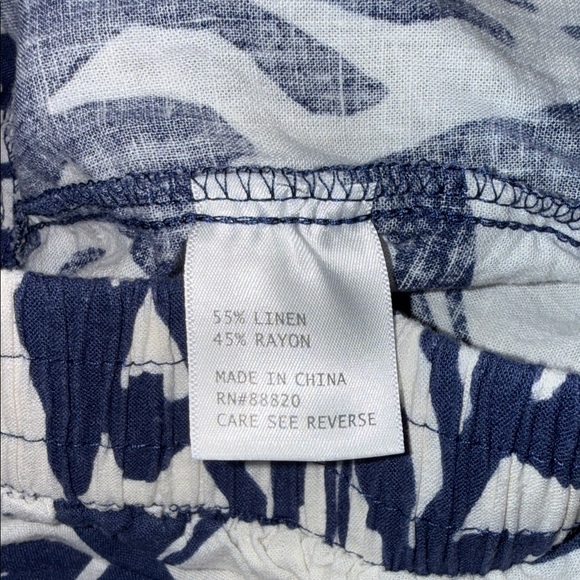 55% LINEN
45% RAYON
MADE IN CHINA
RN#88820
CARE SEE REVERSE